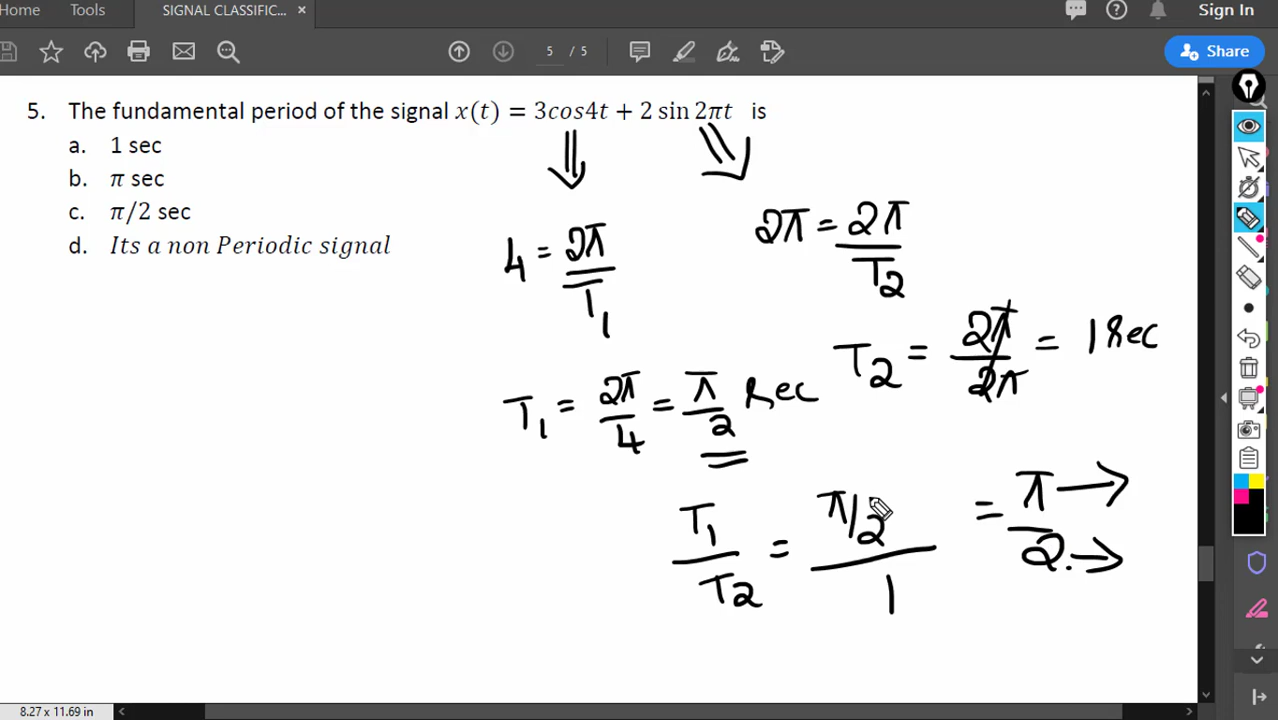 Home Tools SIGNAL CLASSIFIC... × Sign In
5 / 5 Share
5. The fundamental period of the signal x(t) = 3cos4t + 2 sin 2πt is
a. 1 sec
b. π sec
c. π/2 sec
d. Its a non Periodic signal
4 = 2π/T1
2π = 2π/T2
T2 = 2π/2π = 1 sec
T1 = 2π/4 = π/2 sec
T1/T2 = π/2/1 = π/2
8.27 x 11.69 in